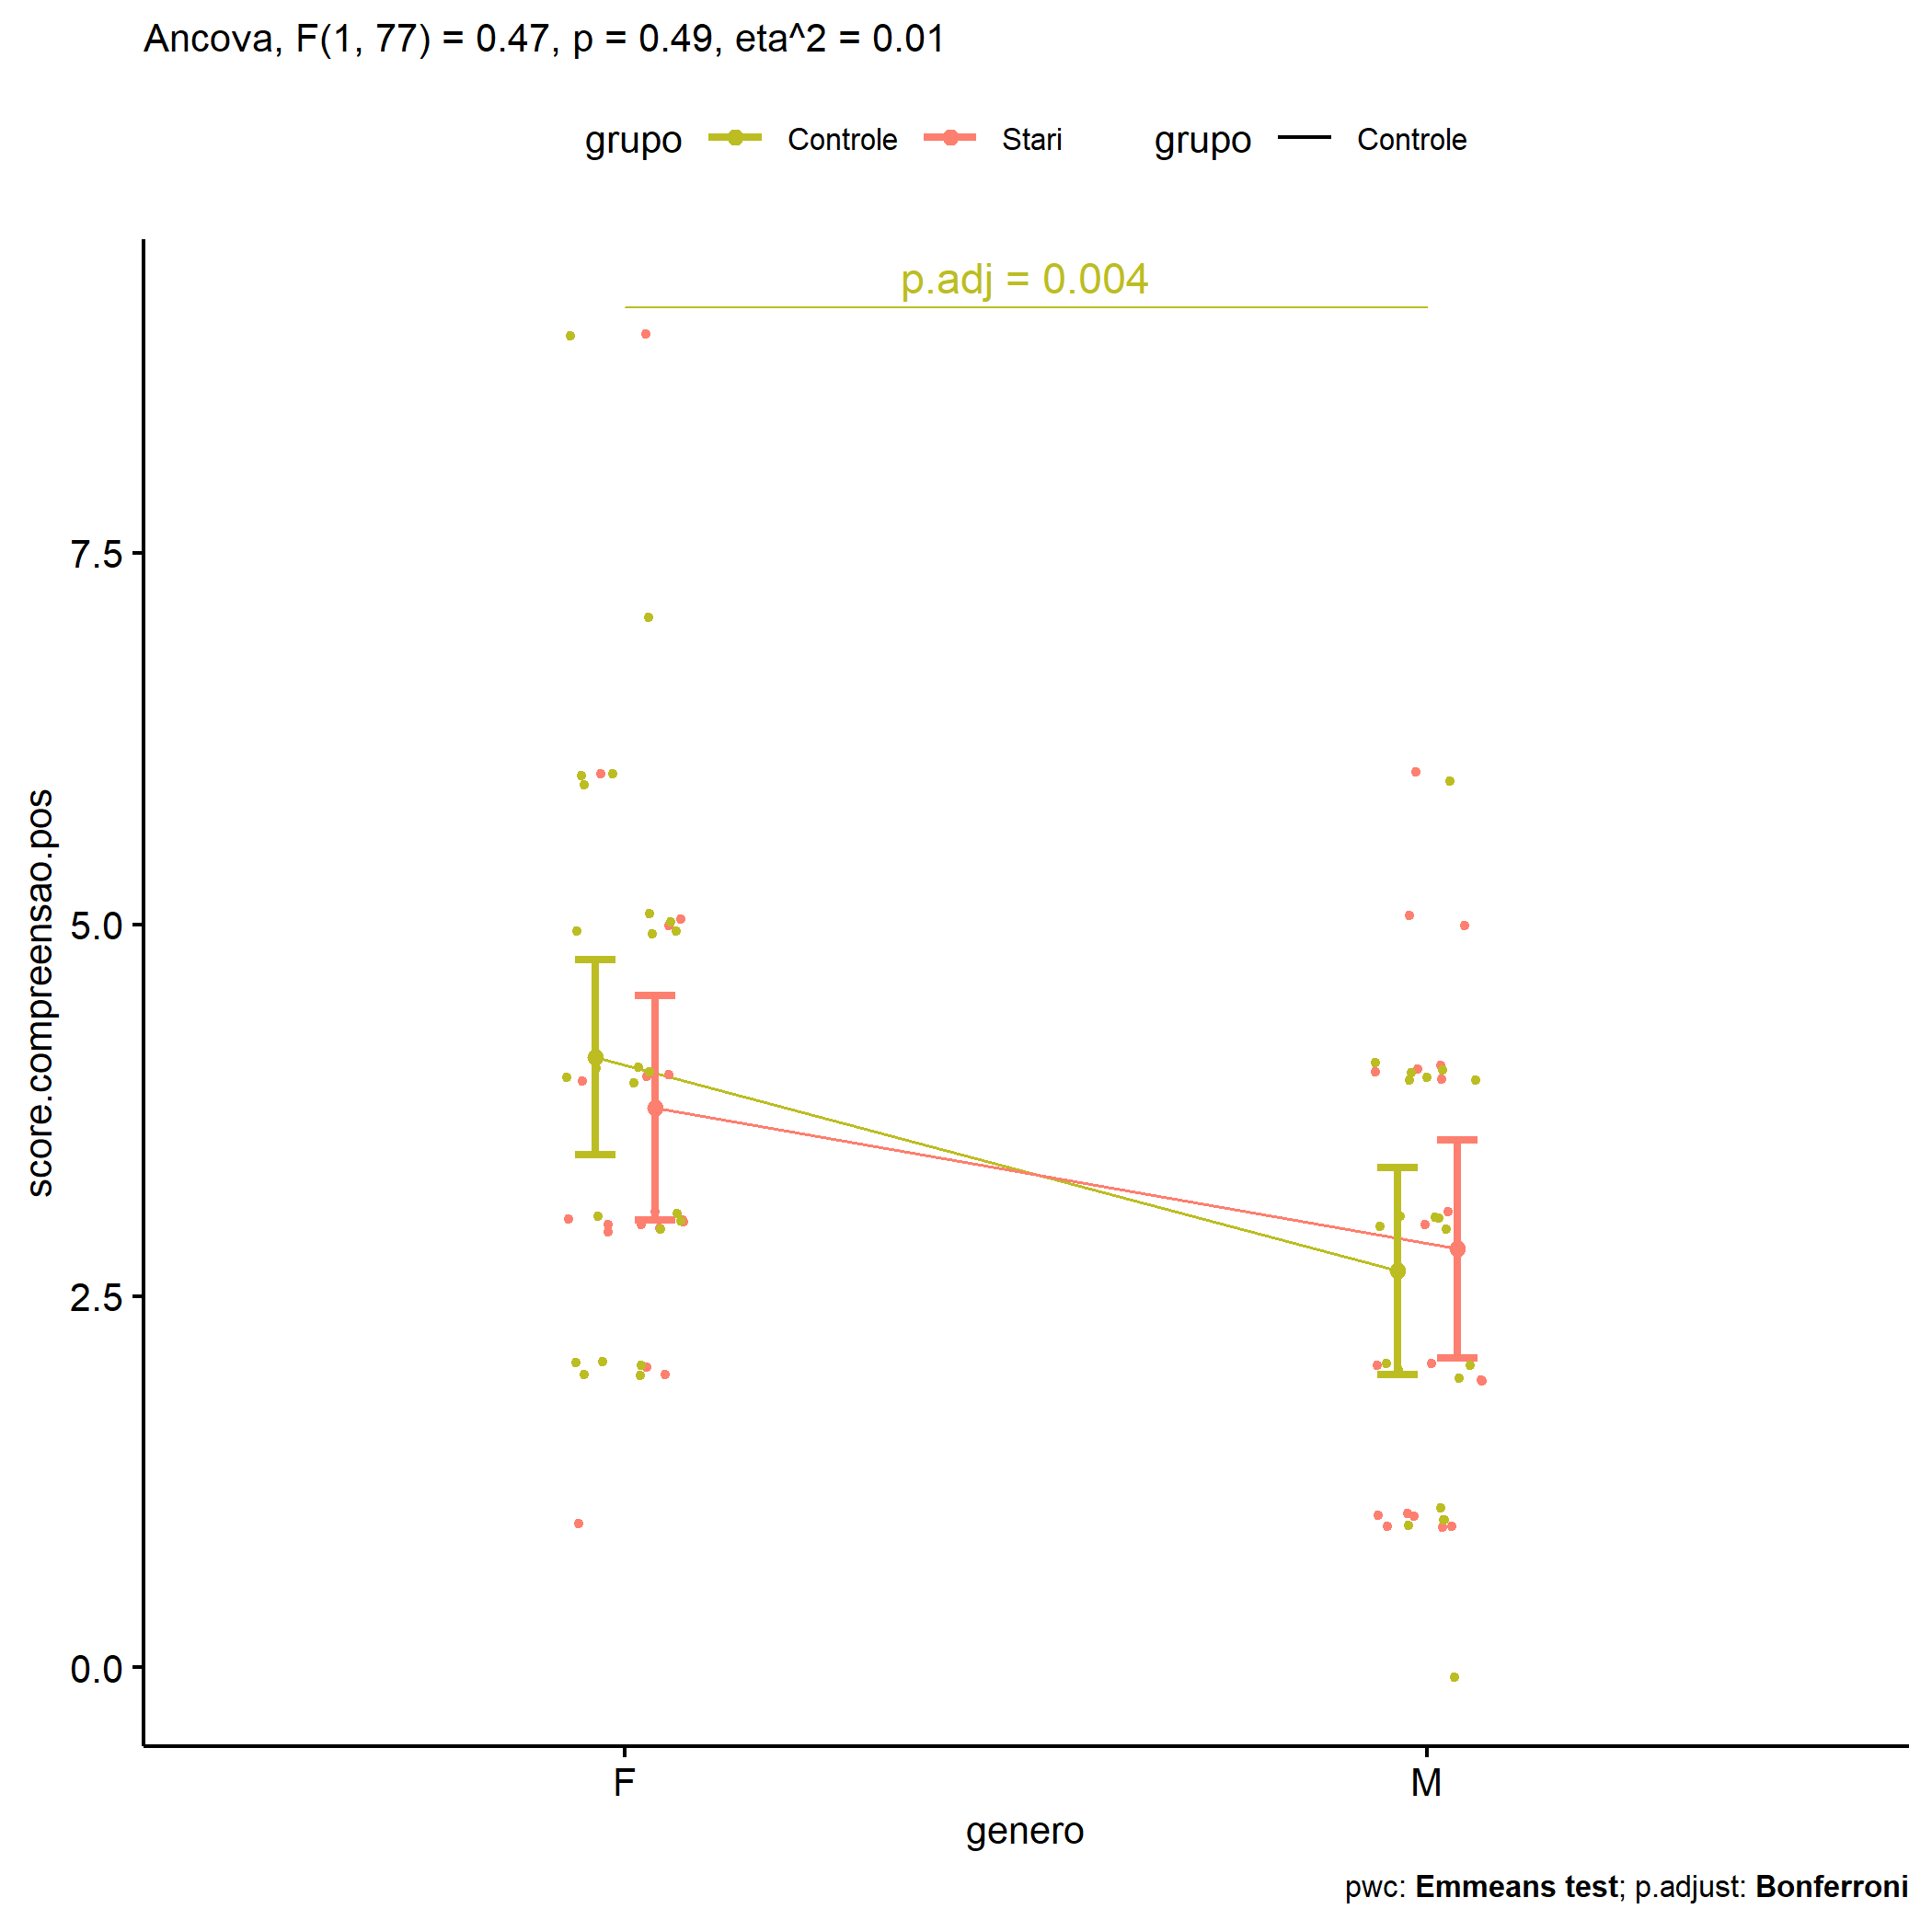 Ancova, F(1, 77) = 0.47, p = 0.49, eta^2 = 0.01
grupo Controle Stari grupo Controle
p.adj = 0.004
score.compreensao.pos
7.5
5.0
2.5
0.0
F M
genero
pwc: Emmeans test; p.adjust: Bonferroni